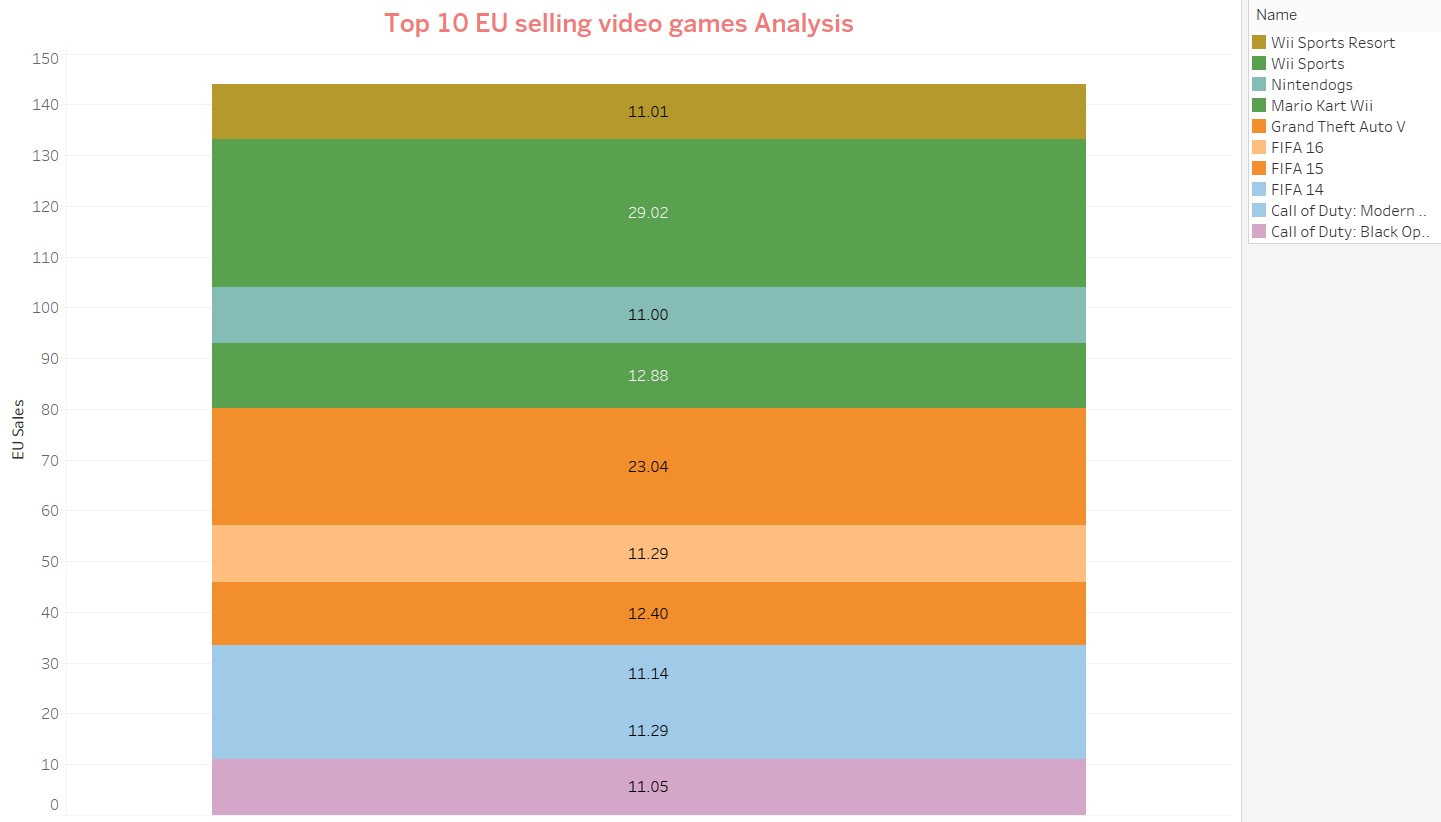 Top 10 EU selling video games Analysis
150
140
130
120
110
100
90
80
70
60
50
40
30
20
10
0
EU Sales
11.01
29.02
11.00
12.88
23.04
11.29
12.40
11.14
11.29
11.05
Name
Wii Sports Resort
Wii Sports
Nintendogs
Mario Kart Wii
Grand Theft Auto V
FIFA 16
FIFA 15
FIFA 14
Call of Duty: Modern ..
Call of Duty: Black Op..